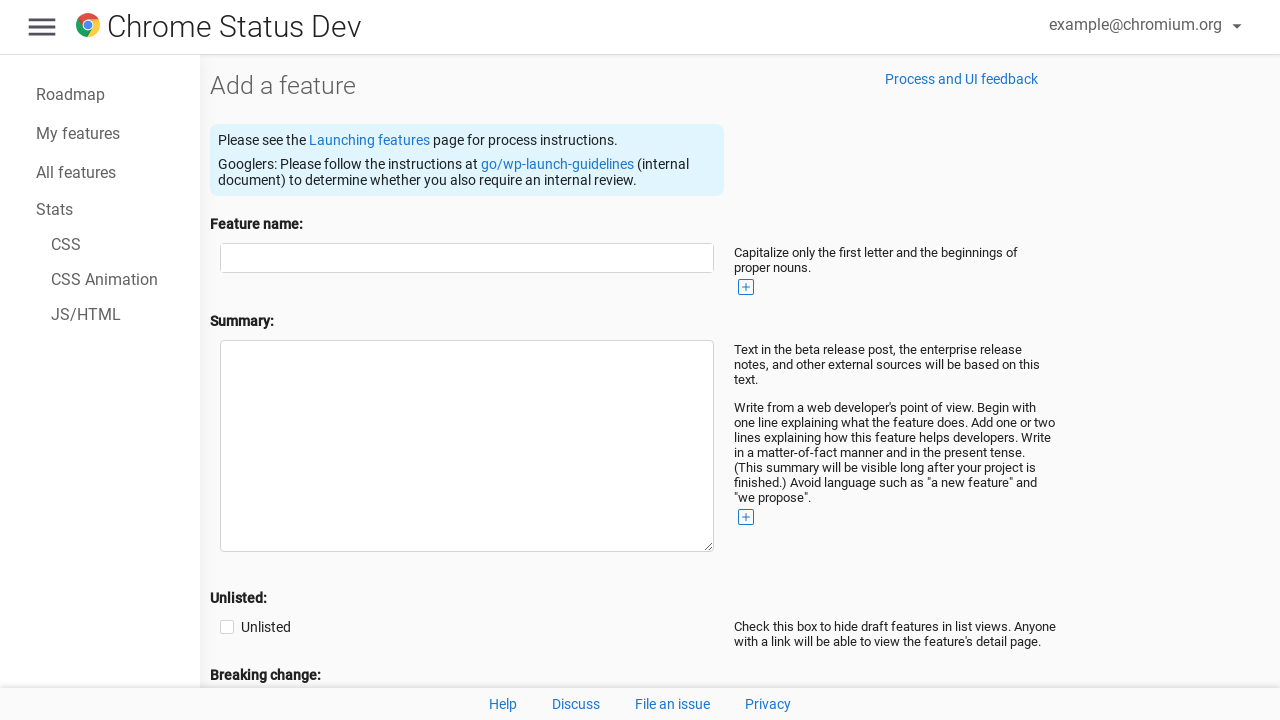 Chrome Status Dev
example@chromium.org
Roadmap
My features
All features
Stats
CSS
CSS Animation
JS/HTML
Add a feature
Process and UI feedback
Please see the Launching features page for process instructions.
Googlers: Please follow the instructions at go/wp-launch-guidelines (internal
document) to determine whether you also require an internal review.
Feature name:
Capitalize only the first letter and the beginnings of
proper nouns.
Summary:
Text in the beta release post, the enterprise release
notes, and other external sources will be based on this
text.
Write from a web developer's point of view. Begin with
one line explaining what the feature does. Add one or two
lines explaining how this feature helps developers. Write
in a matter-of-fact manner and in the present tense.
(This summary will be visible long after your project is
finished.) Avoid language such as "a new feature" and
"we propose".
Unlisted:
Unlisted
Check this box to hide draft features in list views. Anyone
with a link will be able to view the feature's detail page.
Breaking change:
Help
Discuss
File an issue
Privacy